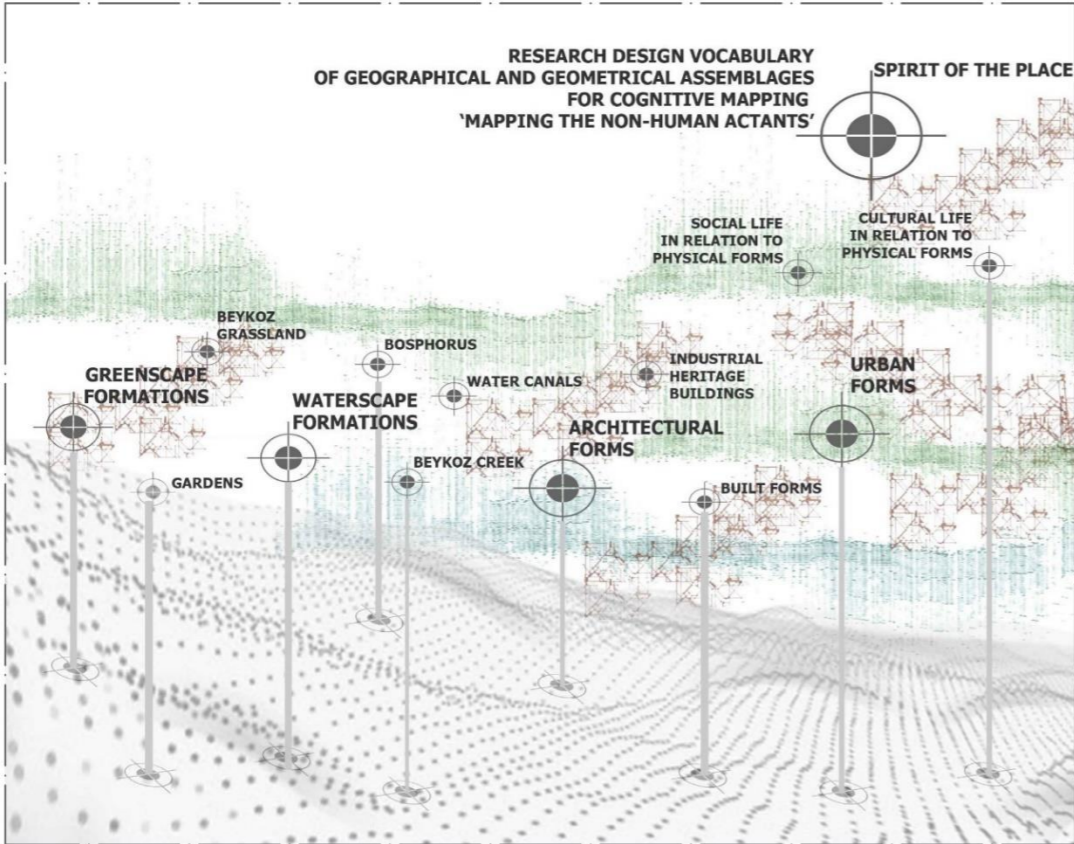 RESEARCH DESIGN VOCABULARY
OF GEOGRAPHICAL AND GEOMETRICAL ASSEMBLAGES
FOR COGNITIVE MAPPING
‘MAPPING THE NON-HUMAN ACTANTS’
SPIRIT OF THE PLACE
SOCIAL LIFE
IN RELATION TO
PHYSICAL FORMS
CULTURAL LIFE
IN RELATION TO
PHYSICAL FORMS
BEYKOZ
GRASSLAND
BOSPHORUS
GREENSCAPE
FORMATIONS
WATERSCAPE
FORMATIONS
WATER CANALS
INDUSTRIAL
HERITAGE
BUILDINGS
URBAN
FORMS
ARCHITECTURAL
FORMS
GARDENS
BEYKOZ CREEK
BUILT FORMS